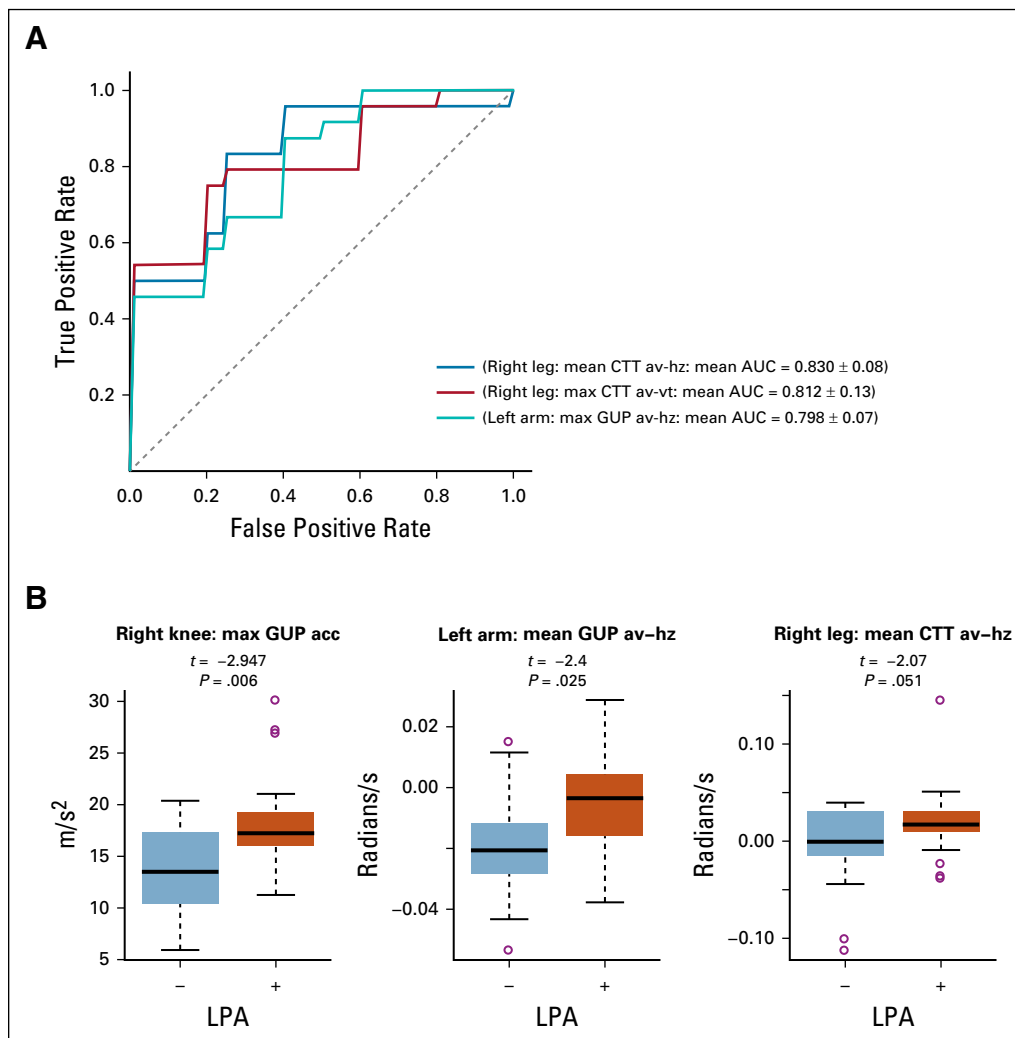 A
1.0
0.8
0.6
0.4
0.2
True Positive Rate
0.0
0.2
0.4
0.6
0.8
1.0
False Positive Rate
(Right leg: mean CTT av-hz: mean AUC = 0.830 ± 0.08)
(Right leg: max CTT av-vt: mean AUC = 0.812 ± 0.13)
(Left arm: max GUP av-hz: mean AUC = 0.798 ± 0.07)
B
Right knee: max GUP acc
t = −2.947
P = .006
30
25
20
15
10
5
m/s2
−
+
LPA
Left arm: mean GUP av−hz
t = −2.4
P = .025
0.02
0.00
−0.04
Radians/s
−
+
LPA
Right leg: mean CTT av−hz
t = −2.07
P = .051
0.10
0.00
−0.10
Radians/s
−
+
LPA